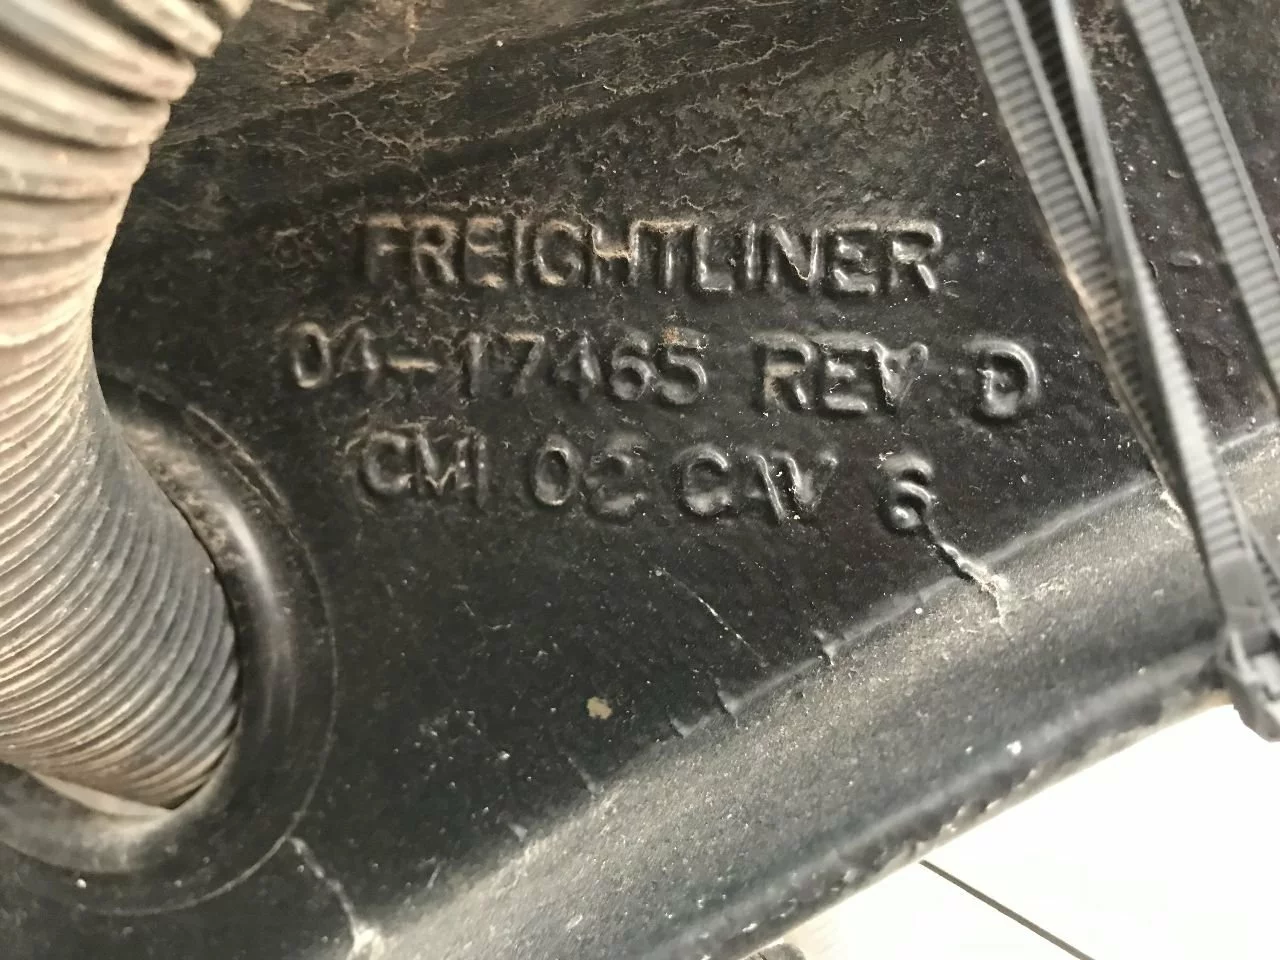 FREIGHTLINER
04-17465 REV D
CMI 02 CAV 6